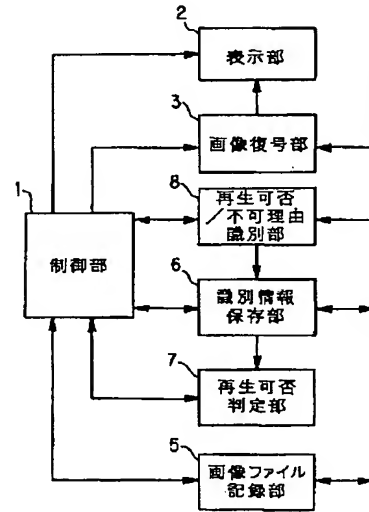 2
表示部
3
画像復号部
1
制御部
8
再生可否
／不可理由
識別部
6
識別情報
保存部
7
再生可否
判定部
5
画像ファイル
記録部